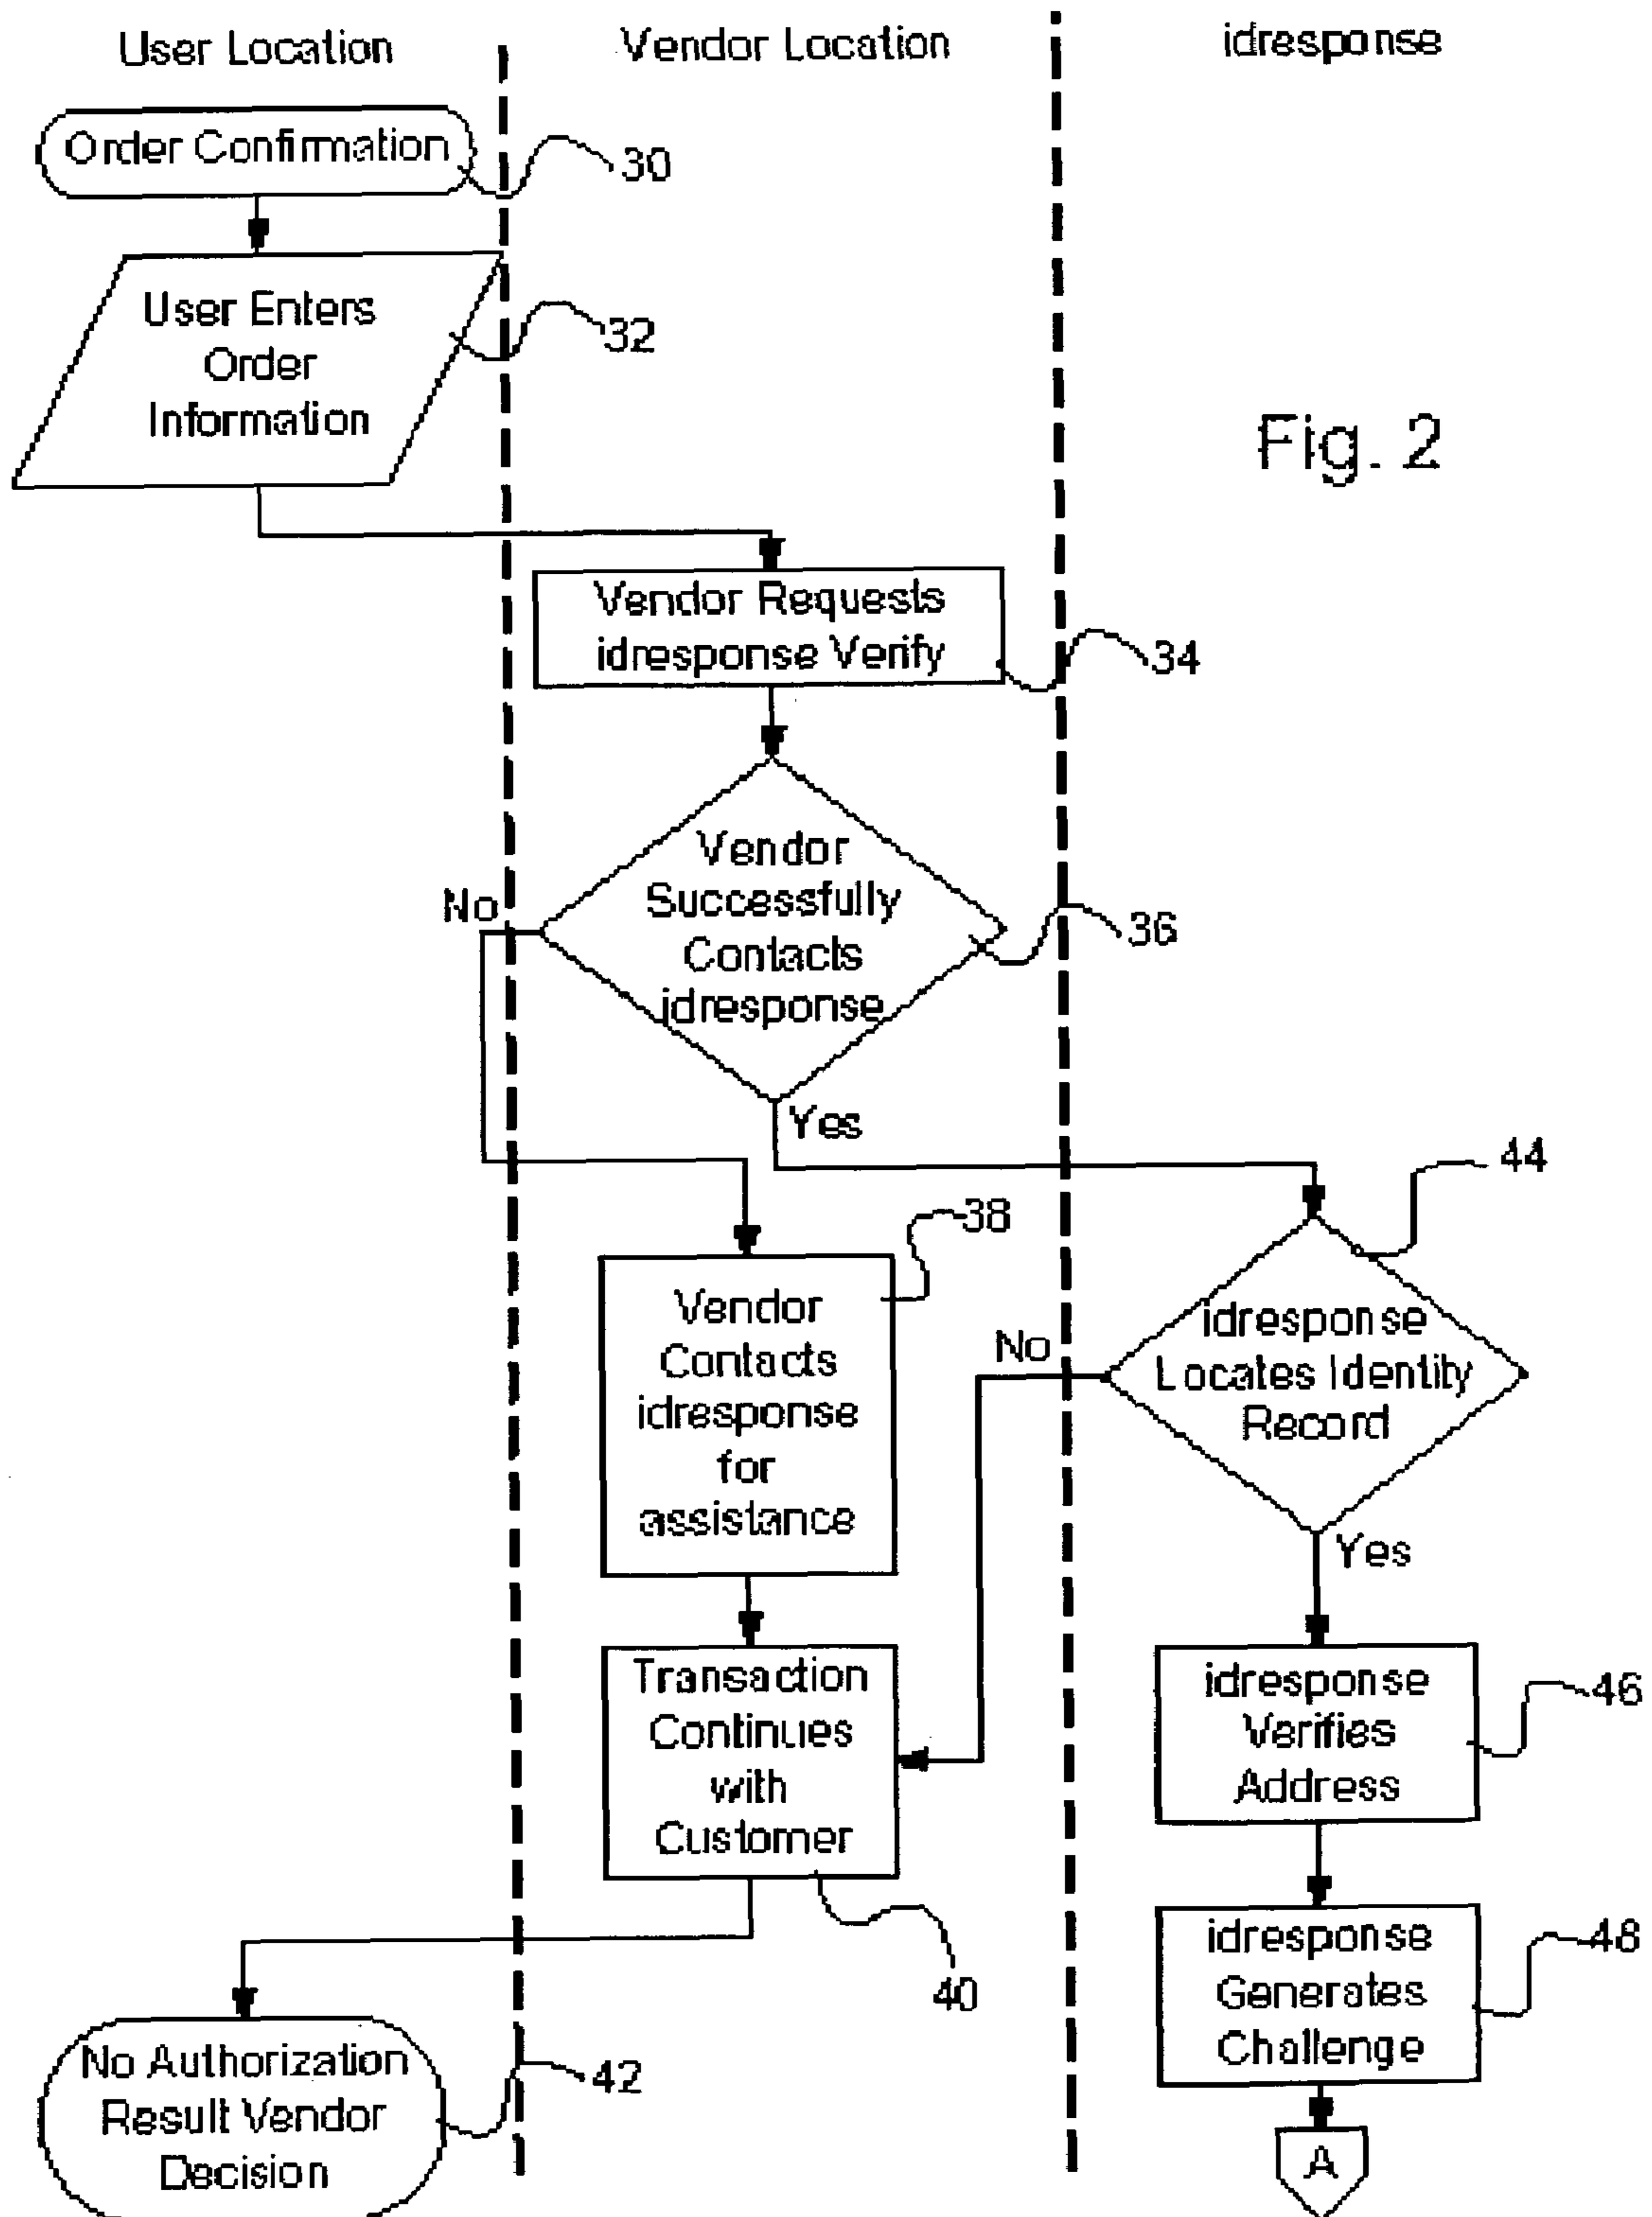 User Location
Vendor Location
idresponse
Order Confirmation
30
User Enters
Order
Information
32
Fig. 2
Vendor Requests
idresponse Verify
34
Vendor
Successfully
Contacts
idresponse
36
No
Yes
44
38
Vendor
Contacts
idresponse
for
assistance
idresponse
Locates Identity
Record
No
Yes
Transaction
Continues
with
Customer
40
idresponse
Verifies
Address
46
idresponse
Generates
Challenge
48
No Authorization
Result Vendor
Decision
42
A